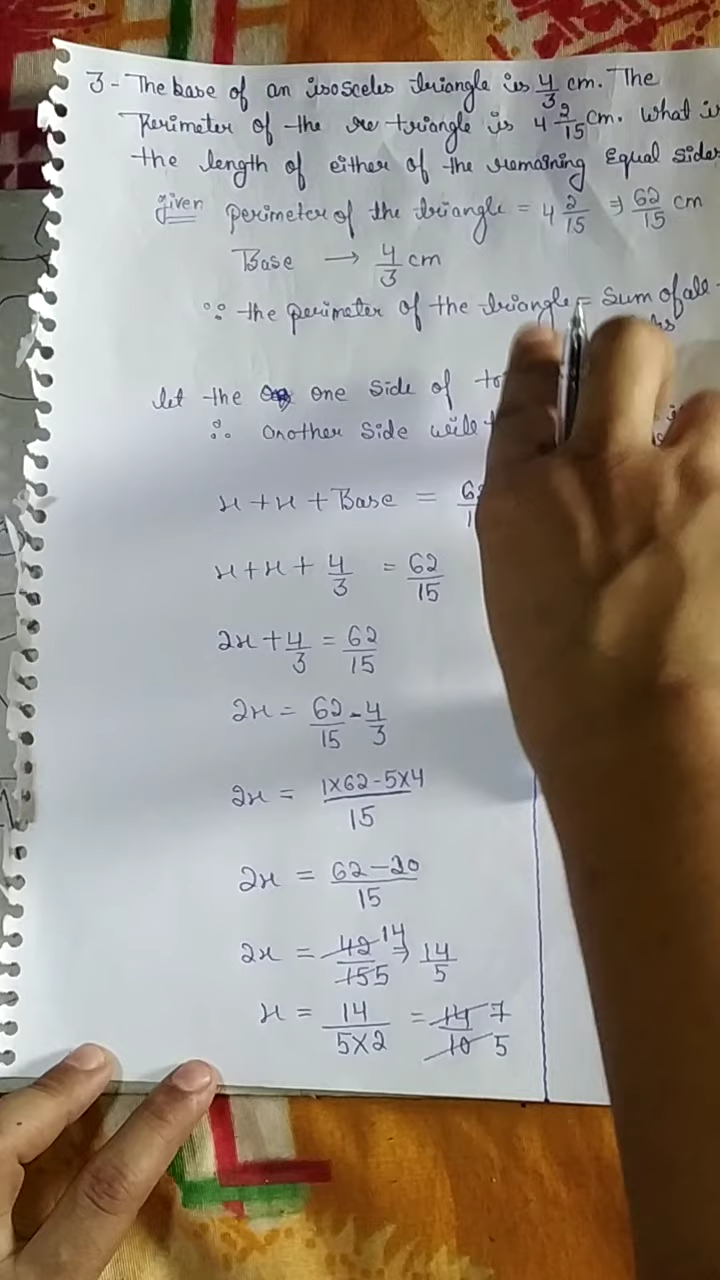 3- The base of an isosceles triangle is 4/3 cm. The
Perimeter of the re triangle is 4 2/15 cm. What is
the length of either of the remaining Equal sides
given perimeter of the triangle = 4 2/15 ⇒ 62/15 cm
Base → 4/3 cm
∵ the perimeter of the triangle = Sum of all
let the one side of
∴ another side will
x + x + Base =
x + x + 4/3 = 62/15
2x + 4/3 = 62/15
2x = 62/15 - 4/3
2x = 1×62-5×4/15
2x = 62-20/15
2x = 42 14/15 5 ⇒ 14/5
x = 14/5×2 = 14 7/10 5